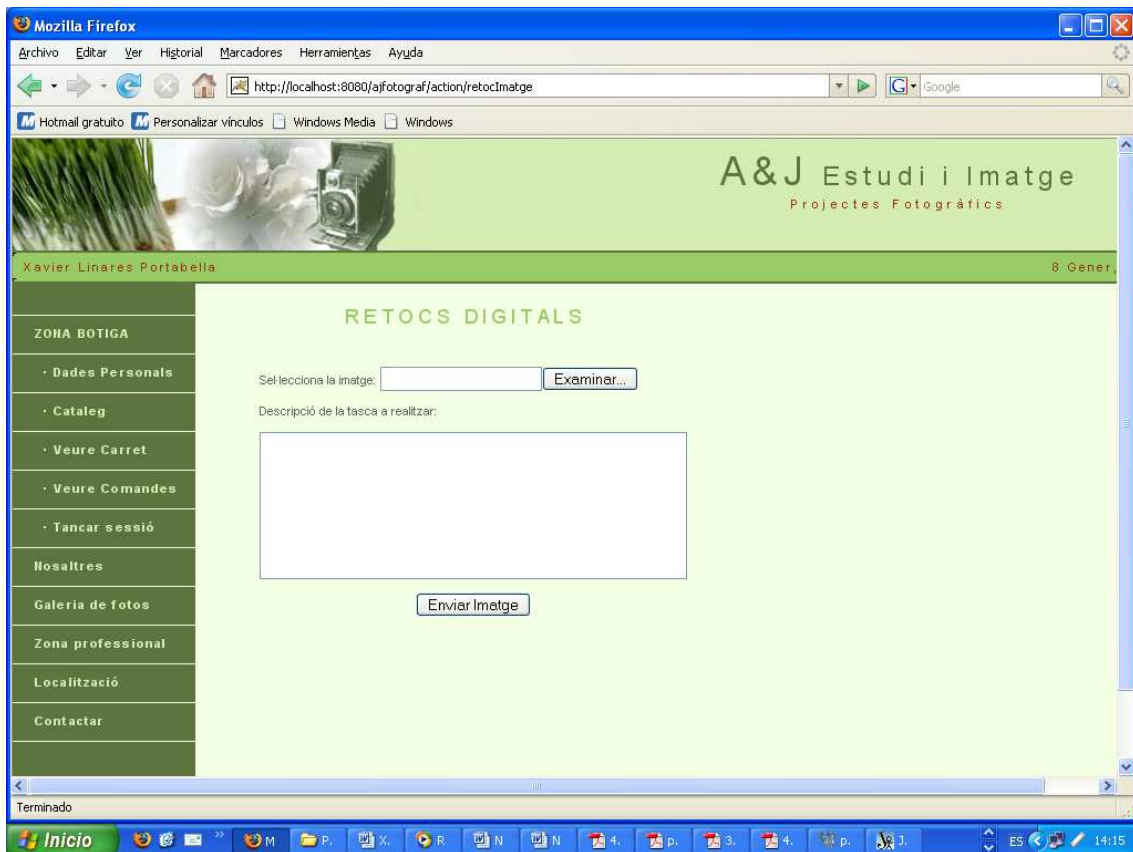 Mozilla Firefox
Archivo Editar Ver Historial Marcadores Herramientas Ayuda
http://localhost:8080/ajfotograf/action/retocImatge
G Google
Hotmail gratuito Personalizar vínculos Windows Media Windows
A&J Estudi i Imatge
Projectes Fotogràfics
Xavier Linares Portabella 8 Gener,
RETOCS DIGITALS
ZONA BOTIGA
· Dades Personals
· Cataleg
· Veure Carret
· Veure Comandes
· Tancar sessió
Nosaltres
Galeria de fotos
Zona professional
Localització
Contactar
Sel·lecciona la imatge: Examinar...
Descripció de la tasca a realitzar:
Enviar Imatge
Terminado
Inicio M P. X. R N N 4. p. 3. 4. p. J. ES 14:15